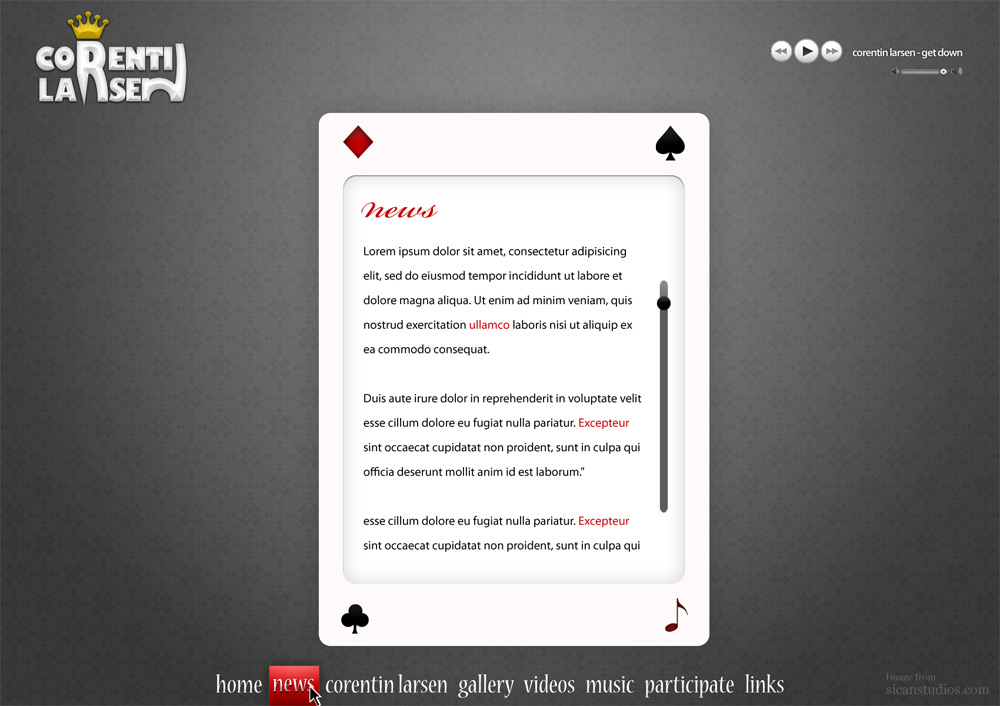 CORENTIN
LARSEN
corentin larsen - get down
news
Lorem ipsum dolor sit amet, consectetur adipisicing
elit, sed do eiusmod tempor incididunt ut labore et
dolore magna aliqua. Ut enim ad minim veniam, quis
nostrud exercitation ullamco laboris nisi ut aliquip ex
ea commodo consequat.
Duis aute irure dolor in reprehenderit in voluptate velit
esse cillum dolore eu fugiat nulla pariatur. Excepteur
sint occaecat cupidatat non proident, sunt in culpa qui
officia deserunt mollit anim id est laborum."
esse cillum dolore eu fugiat nulla pariatur. Excepteur
sint occaecat cupidatat non proident, sunt in culpa qui
home news corentin larsen gallery videos music participate links
Image from
sicanstudios.com